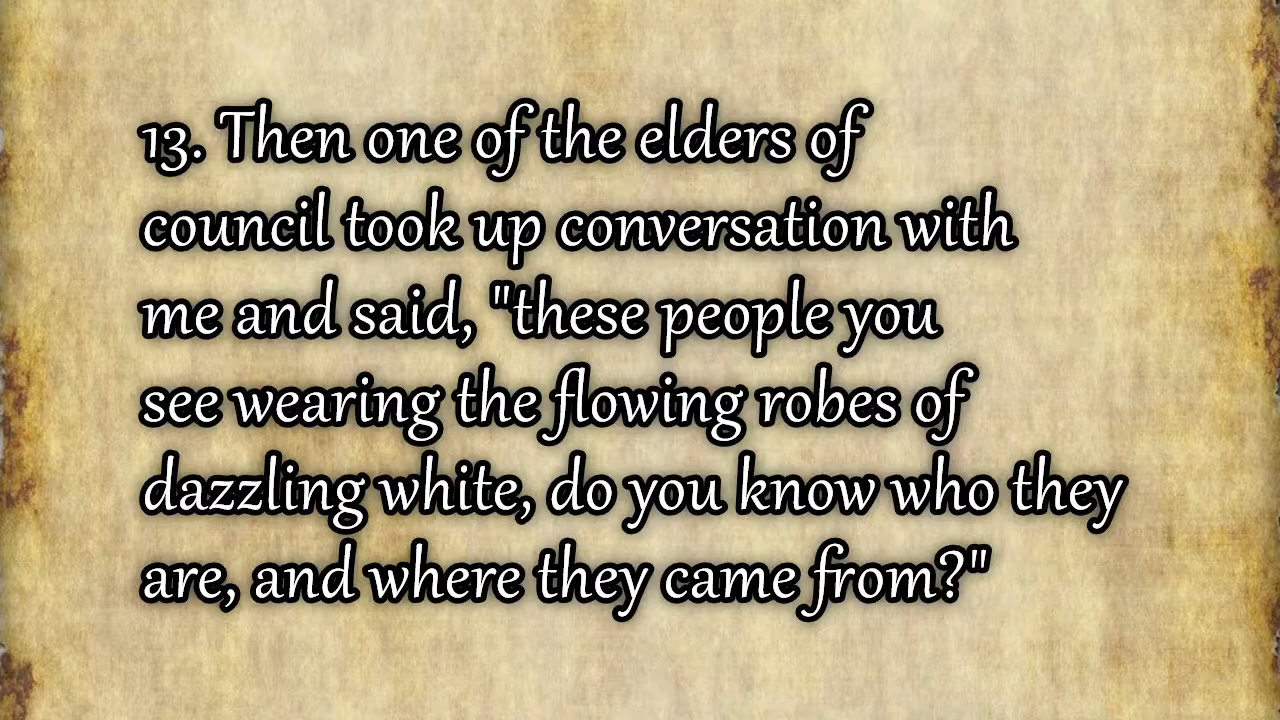 13. Then one of the elders of
council took up conversation with
me and said, "these people you
see wearing the flowing robes of
dazzling white, do you know who they
are, and where they came from?"